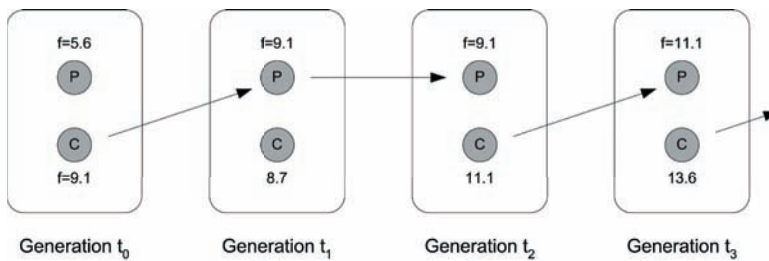 f=5.6
P
C
f=9.1
Generation t0
f=9.1
P
C
8.7
Generation t1
f=9.1
P
C
11.1
Generation t2
f=11.1
P
C
13.6
Generation t3